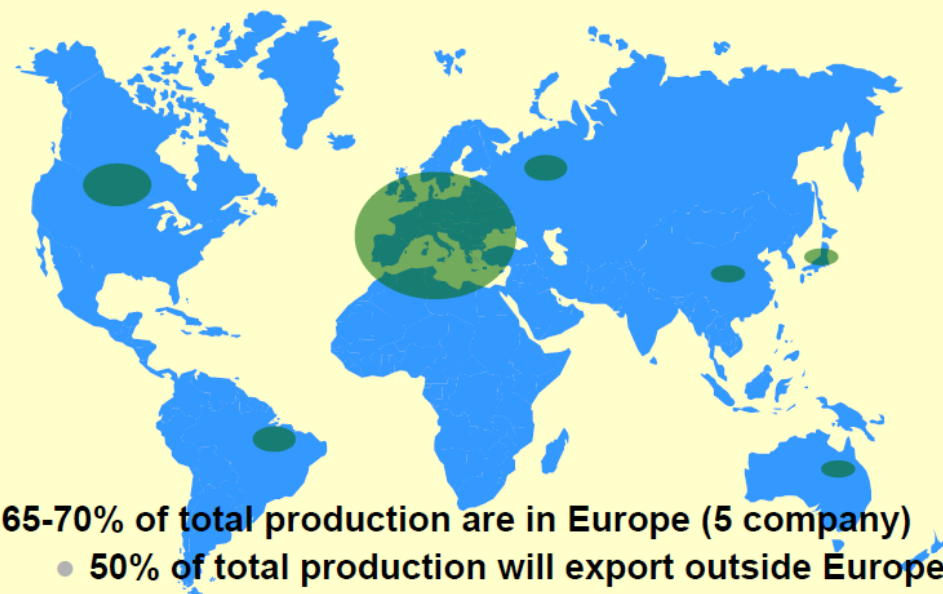 65-70% of total production are in Europe (5 company)
50% of total production will export outside Europe